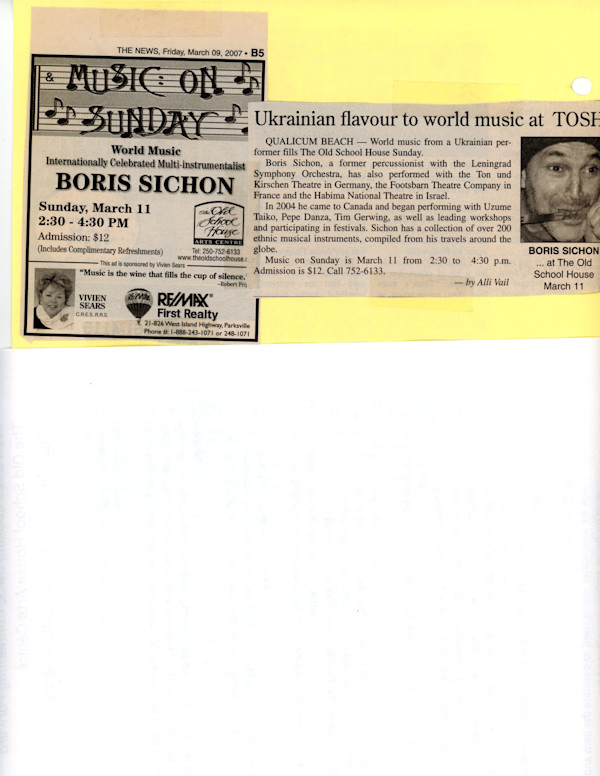 THE NEWS, Friday, March 09, 2007 • B5
& MUSIC ON
SUNDAY
World Music
Internationally Celebrated Multi-instrumentalist
BORIS SICHON
Sunday, March 11
2:30 - 4:30 PM
Admission: $12
(Includes Complimentary Refreshments)
The Old
School
House
ARTS CENTRE
Tel: 250-752-6133
www.theoldschoolhouse.
This ad is sponsored by Vivien Sears
"Music is the wine that fills the cup of silence."
-Robert
VIVIEN
SEARS
C.R.E.S. R.R.S.
RE/MAX
RE/MAX®
First Realty
21-826 West Island Highway, Parksville
Phone #: 1-888-243-1071 or 248-1071
Ukrainian flavour to world music at TOSH
QUALICUM BEACH — World music from a Ukrainian per-
former fills The Old School House Sunday.
Boris Sichon, a former percussionist with the Leningrad
Symphony Orchestra, has also performed with the Ton und
Kirschen Theatre in Germany, the Footsbarn Theatre Company in
France and the Habima National Theatre in Israel.
In 2004 he came to Canada and began performing with Uzume
Taiko, Pepe Danza, Tim Gerwing, as well as leading workshops
and participating in festivals. Sichon has a collection of over 200
ethnic musical instruments, compiled from his travels around the
globe.
Music on Sunday is March 11 from 2:30 to 4:30 p.m.
Admission is $12. Call 752-6133.
— by Alli Vail
BORIS SICHON
... at The Old
School House
March 11